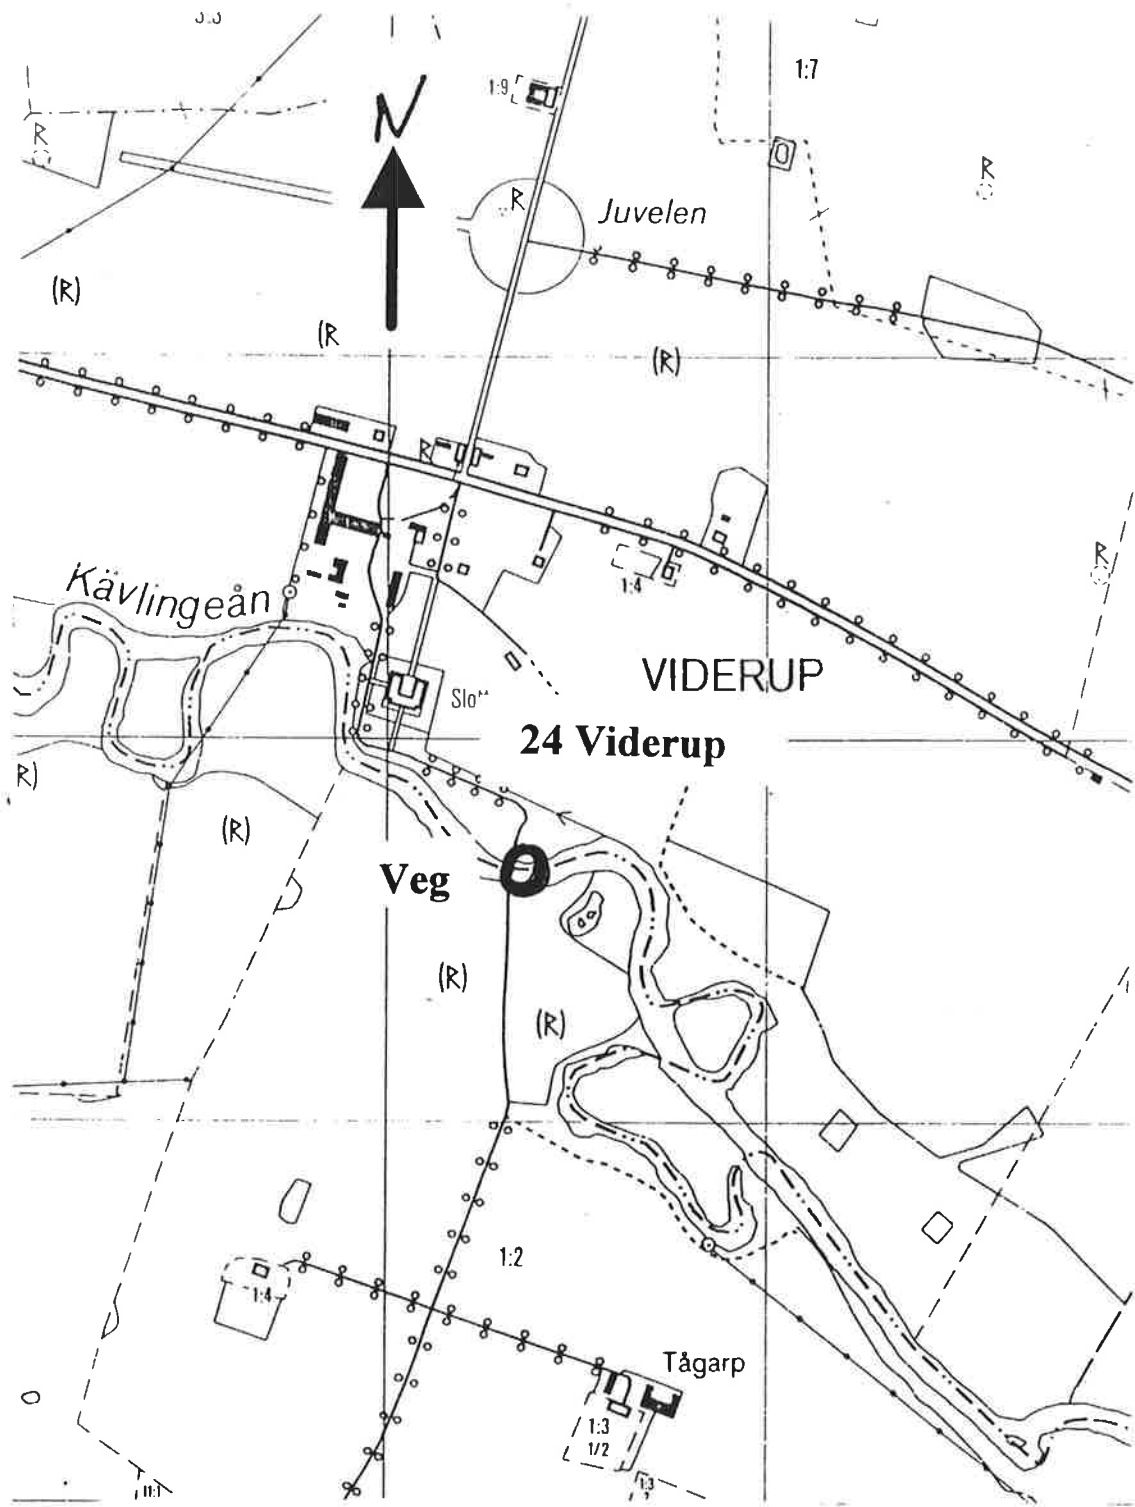 1:7
1:9
N
R
R
R
Juvelen
(R)
(R
(R)
R
R
1:4
Kävlingeån
VIDERUP
24 Viderup
R)
(R)
Veg
(R)
(R)
1:2
1:4
Tågarp
1:3
1/2
1:3